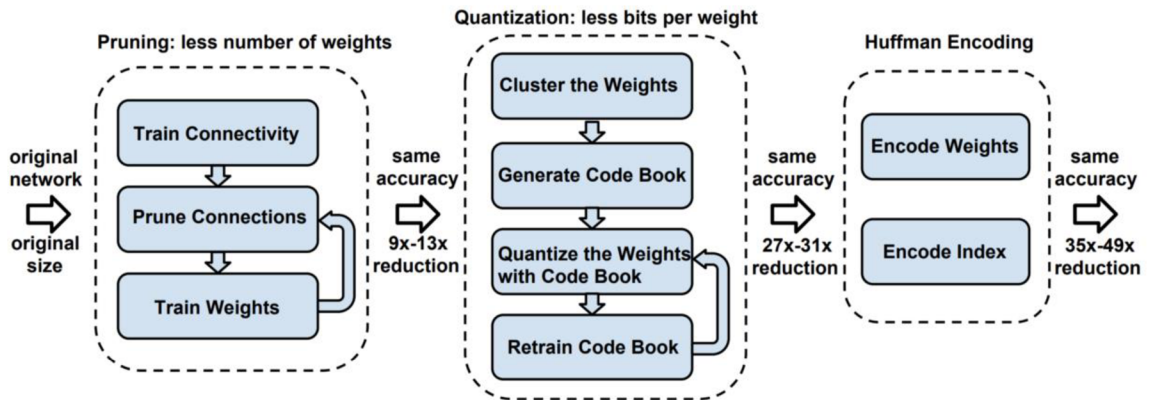 original
network
original
size
Pruning: less number of weights
Train Connectivity
Prune Connections
Train Weights
same
accuracy
9x-13x
reduction
Quantization: less bits per weight
Cluster the Weights
Generate Code Book
Quantize the Weights
with Code Book
Retrain Code Book
same
accuracy
27x-31x
reduction
Huffman Encoding
Encode Weights
Encode Index
same
accuracy
35x-49x
reduction